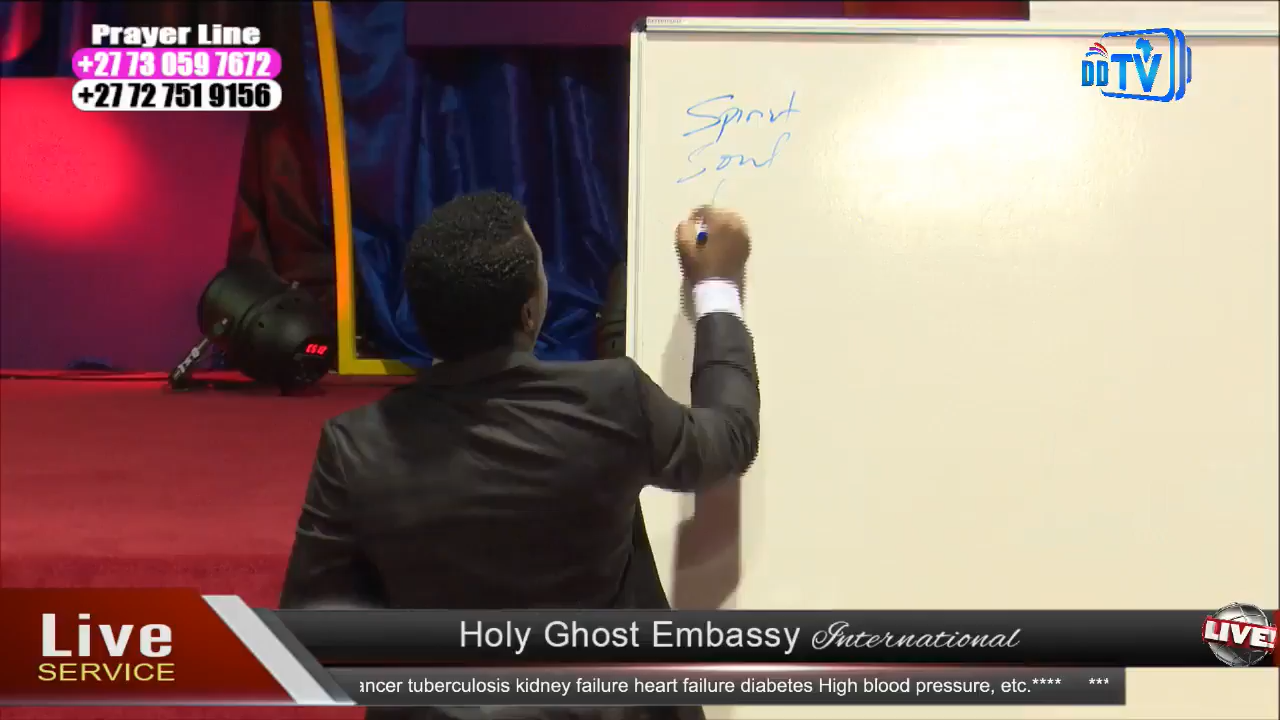 Prayer Line
+27 73 059 7672
+27 72 751 9156
DDTV
Spirit
Soul
Live
SERVICE
Holy Ghost Embassy International
LIVE!
ancer tuberculosis kidney failure heart failure diabetes High blood pressure, etc.**** ***